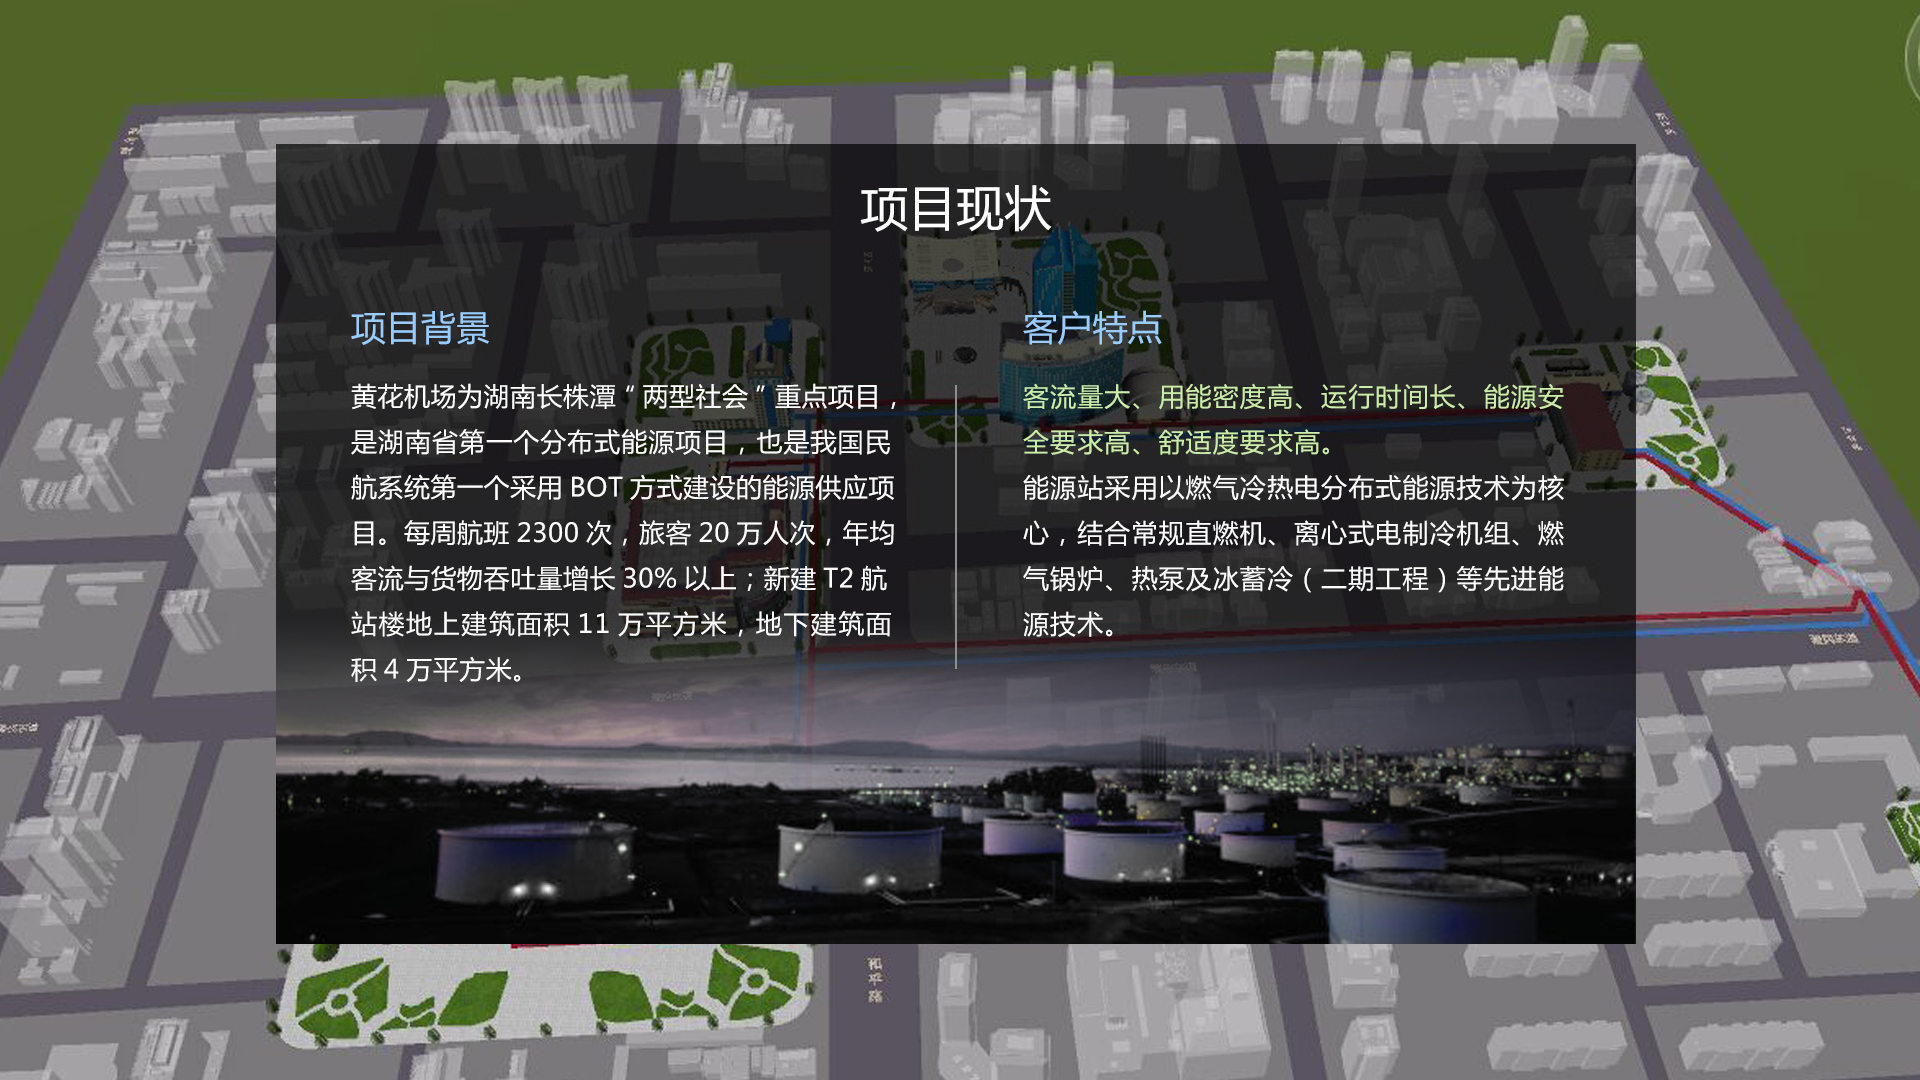 项目现状
项目背景
黄花机场为湖南长株潭“两型社会”重点项目，
是湖南省第一个分布式能源项目，也是我国民
航系统第一个采用 BOT 方式建设的能源供应项
目。每周航班 2300 次，旅客 20 万人次，年均
客流与货物吞吐量增长 30% 以上；新建 T2 航
站楼地上建筑面积 11 万平方米，地下建筑面
积 4 万平方米。
客户特点
客流量大、用能密度高、运行时间长、能源安
全要求高、舒适度要求高。
能源站采用以燃气冷热电分布式能源技术为核
心，结合常规直燃机、离心式电制冷机组、燃
气锅炉、热泵及冰蓄冷（二期工程）等先进能
源技术。
和平路